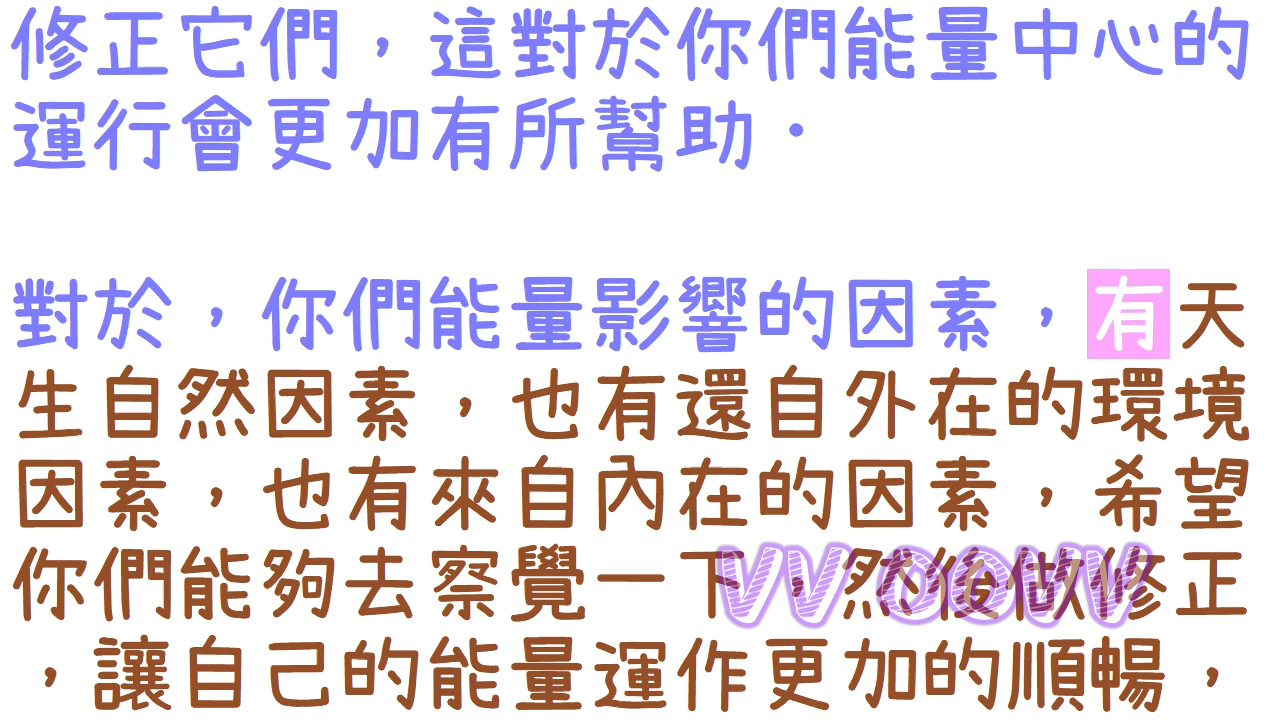 修正它們，這對於你們能量中心的
運行會更加有所幫助．
對於，你們能量影響的因素，有天
生自然因素，也有還自外在的環境
因素，也有來自內在的因素，希望
你們能夠去察覺一下，然後做修正
，讓自己的能量運作更加的順暢，
VV OOVV